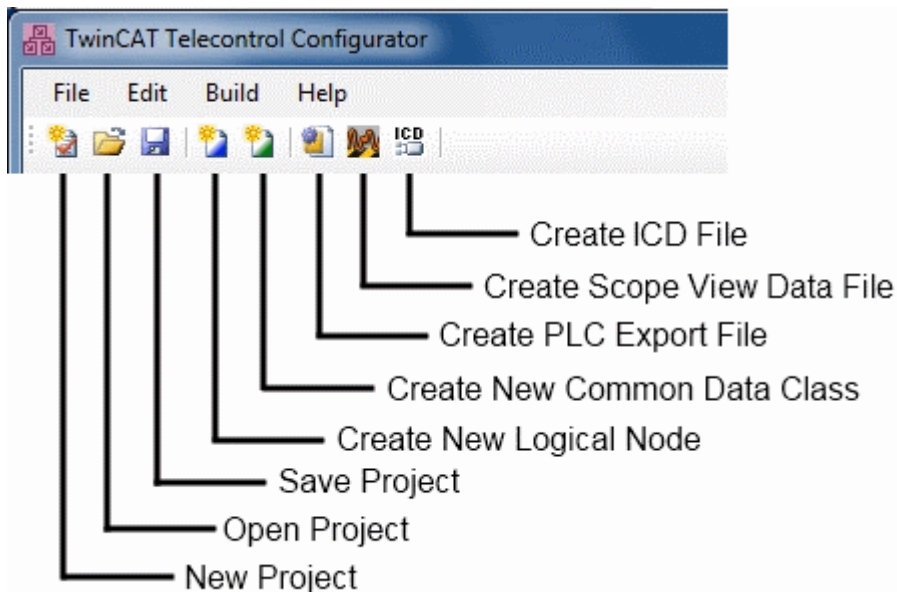 TwinCAT Telecontrol Configurator
File Edit Build Help
ICD
Create ICD File
Create Scope View Data File
Create PLC Export File
Create New Common Data Class
Create New Logical Node
Save Project
Open Project
New Project